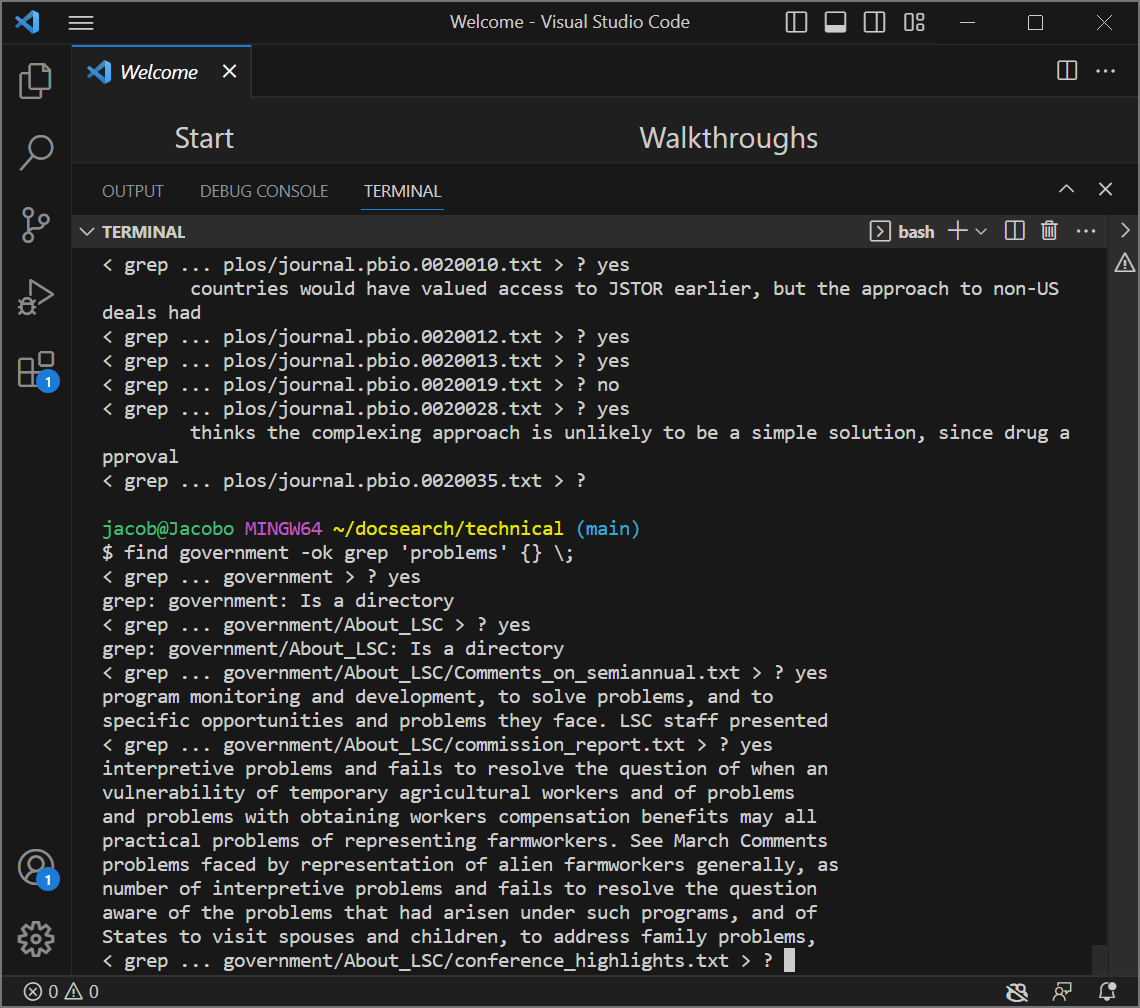 Welcome - Visual Studio Code
Welcome
Start
Walkthroughs
OUTPUT DEBUG CONSOLE TERMINAL
TERMINAL
bash
< grep ... plos/journal.pbio.0020010.txt > ? yes
        countries would have valued access to JSTOR earlier, but the approach to non-US
deals had
< grep ... plos/journal.pbio.0020012.txt > ? yes
< grep ... plos/journal.pbio.0020013.txt > ? yes
< grep ... plos/journal.pbio.0020019.txt > ? no
< grep ... plos/journal.pbio.0020028.txt > ? yes
        thinks the complexing approach is unlikely to be a simple solution, since drug a
pproval
< grep ... plos/journal.pbio.0020035.txt > ?
jacob@Jacobo MINGW64 ~/docsearch/technical (main)
$ find government -ok grep 'problems' {} \;
< grep ... government > ? yes
grep: government: Is a directory
< grep ... government/About_LSC > ? yes
grep: government/About_LSC: Is a directory
< grep ... government/About_LSC/Comments_on_semiannual.txt > ? yes
program monitoring and development, to solve problems, and to
specific opportunities and problems they face. LSC staff presented
< grep ... government/About_LSC/commission_report.txt > ? yes
interpretive problems and fails to resolve the question of when an
vulnerability of temporary agricultural workers and of problems
and problems with obtaining workers compensation benefits may all
practical problems of representing farmworkers. See March Comments
problems faced by representation of alien farmworkers generally, as
number of interpretive problems and fails to resolve the question
aware of the problems that had arisen under such programs, and of
States to visit spouses and children, to address family problems,
< grep ... government/About_LSC/conference_highlights.txt > ?
1
1
0 0